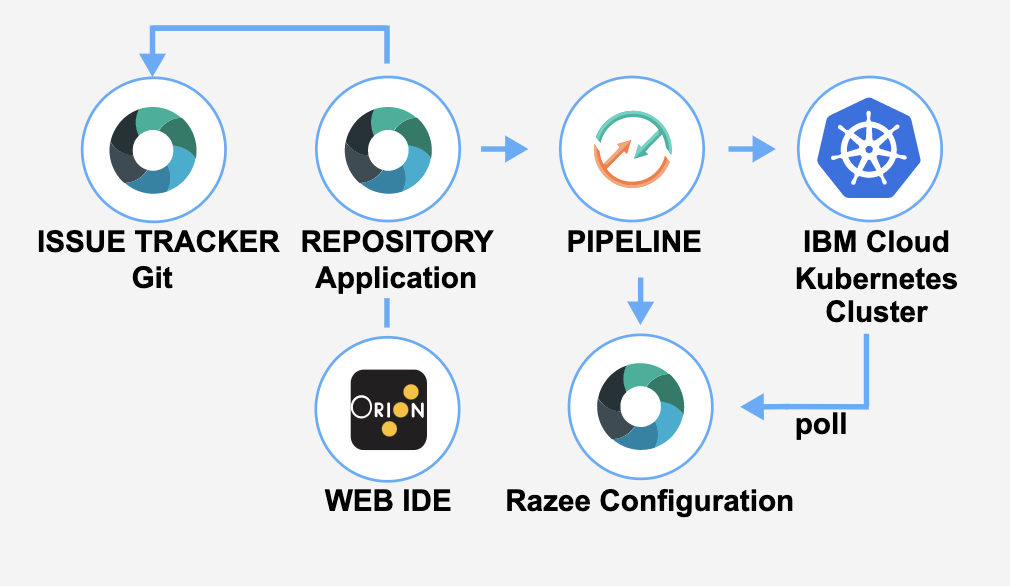 ISSUE TRACKER
Git
REPOSITORY
Application
PIPELINE
IBM Cloud
Kubernetes
Cluster
ORION
WEB IDE
Razee Configuration
poll